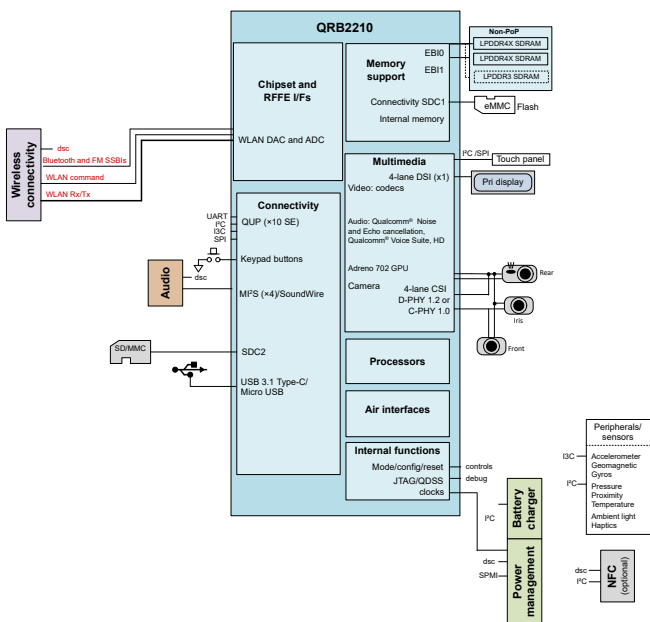 QRB2210
Chipset and
RFFE I/Fs
WLAN DAC and ADC
Memory
support
EBI0
EBI1
Connectivity SDC1
Internal memory
Non-PoP
LPDDR4X SDRAM
LPDDR4X SDRAM
LPDDR3 SDRAM
eMMC
Flash
Wireless
connectivity
dsc
Bluetooth and FM SSBIs
WLAN command
WLAN Rx/Tx
Multimedia
4-lane DSI (x1)
Video: codecs
Audio: Qualcomm® Noise
and Echo cancellation,
Qualcomm® Voice Suite, HD
Adreno 702 GPU
Camera
4-lane CSI
D-PHY 1.2 or
C-PHY 1.0
I²C /SPI
Touch panel
Pri display
Rear
Iris
Front
Connectivity
UART
I²C
I3C
SPI
QUP (×10 SE)
Keypad buttons
Audio
dsc
MI²S (×4)/SoundWire
SD/MMC
SDC2
USB 3.1 Type-C/
Micro USB
Processors
Air interfaces
Internal functions
Mode/config/reset
JTAG/QDSS
clocks
controls
debug
Battery
charger
I²C
Power
management
dsc
SPMI
Peripherals/
sensors
I3C
Accelerometer
Geomagnetic
Gyros
I²C
Pressure
Proximity
Temperature
Ambient light
Haptics
NFC
(optional)
dsc
I²C